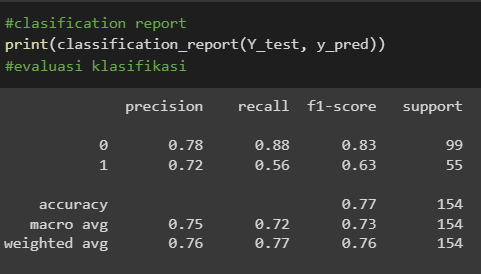 #clasification report
print(classification_report(Y_test, y_pred))
#evaluasi klasifikasi
precision recall f1-score support
0 0.78 0.88 0.83 99
1 0.72 0.56 0.63 55
accuracy 0.77 154
macro avg 0.75 0.72 0.73 154
weighted avg 0.76 0.77 0.76 154